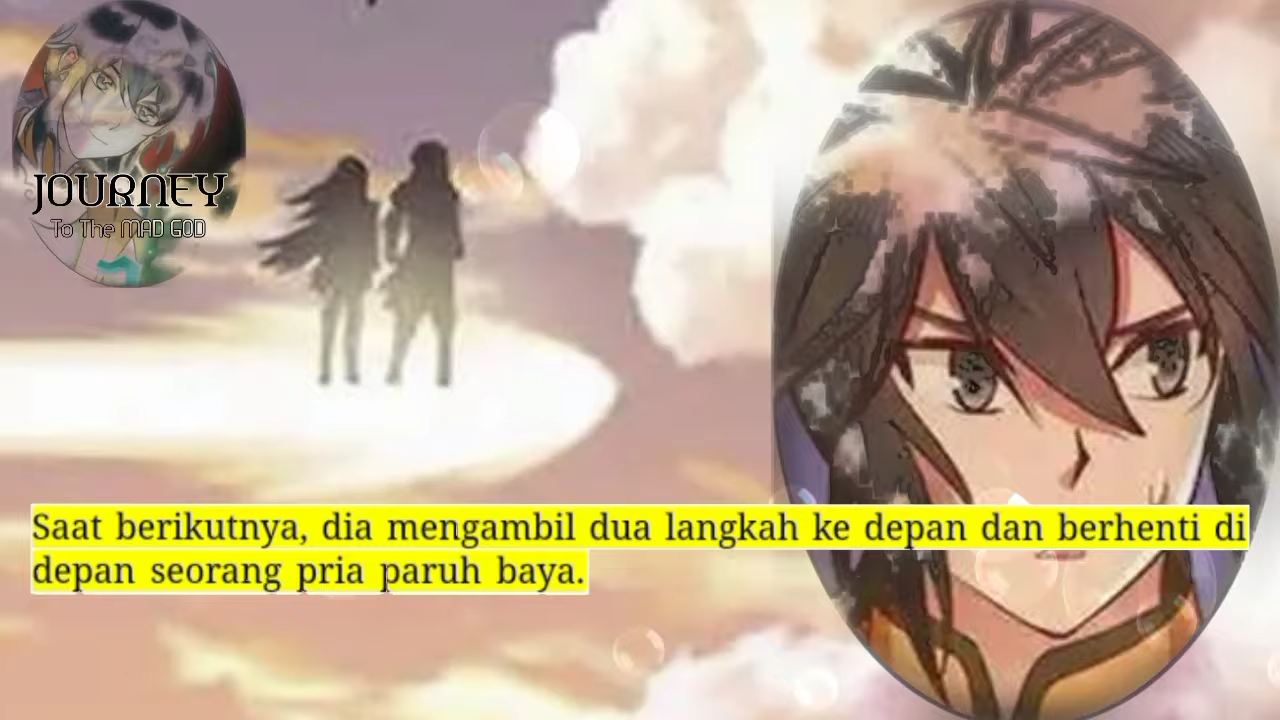 JOURNEY
To The MAD GOD
Saat berikutnya, dia mengambil dua langkah ke depan dan berhenti di
depan seorang pria paruh baya.